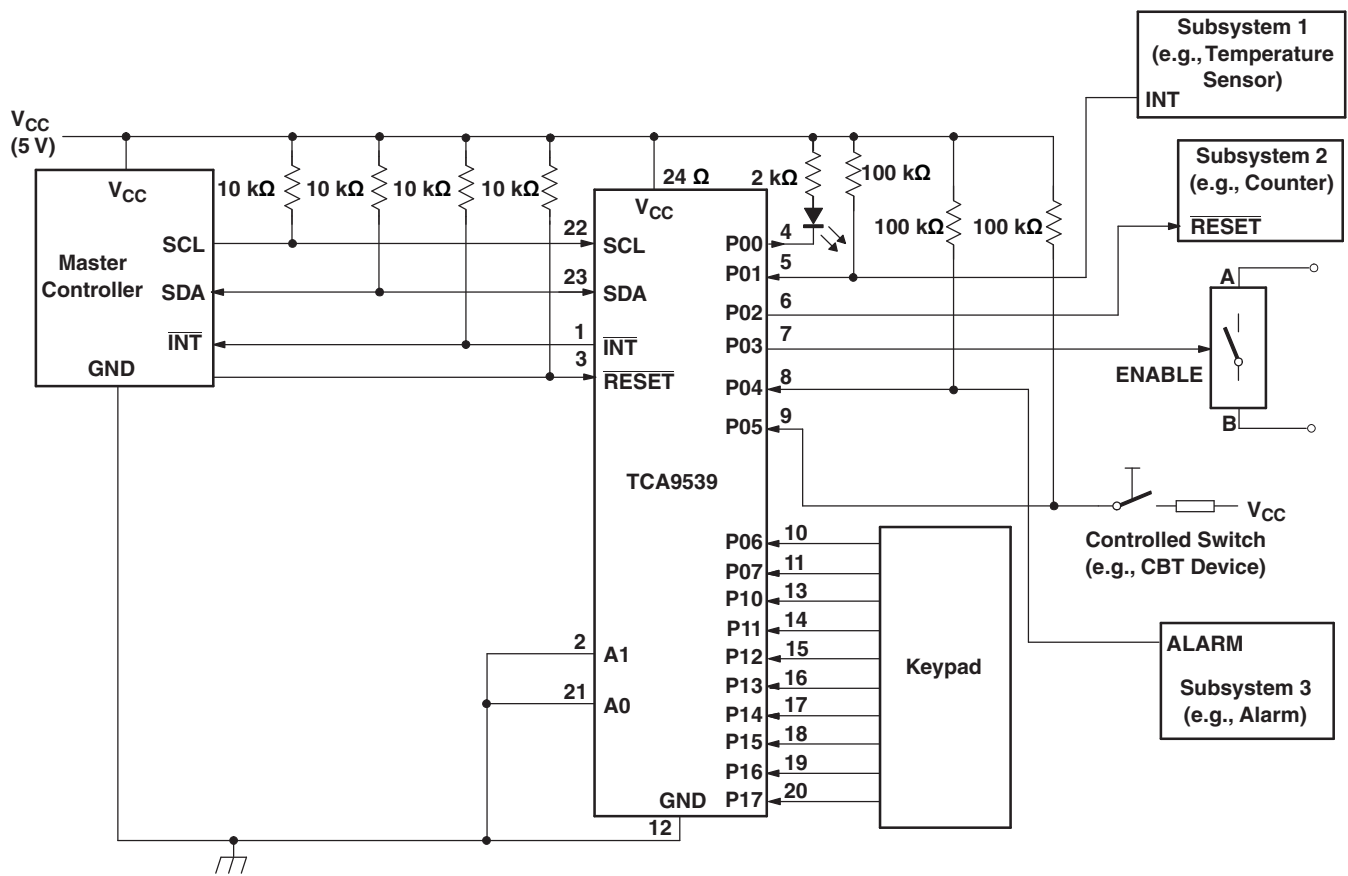 Subsystem 1
(e.g., Temperature
Sensor)
INT
VCC
(5 V)
Subsystem 2
(e.g., Counter)
RESET
VCC
10 kΩ
10 kΩ
10 kΩ
10 kΩ
24 Ω
2 kΩ
100 kΩ
100 kΩ
100 kΩ
Master
Controller
SCL
SDA
INT
GND
22
23
1
3
VCC
SCL
SDA
INT
RESET
TCA9539
2
A1
21
A0
GND
12
P00
4
P01
5
P02
6
P03
7
P04
8
P05
9
P06
10
P07
11
P10
13
P11
14
P12
15
P13
16
P14
17
P15
18
P16
19
P17
20
A
ENABLE
B
VCC
Controlled Switch
(e.g., CBT Device)
Keypad
ALARM
Subsystem 3
(e.g., Alarm)